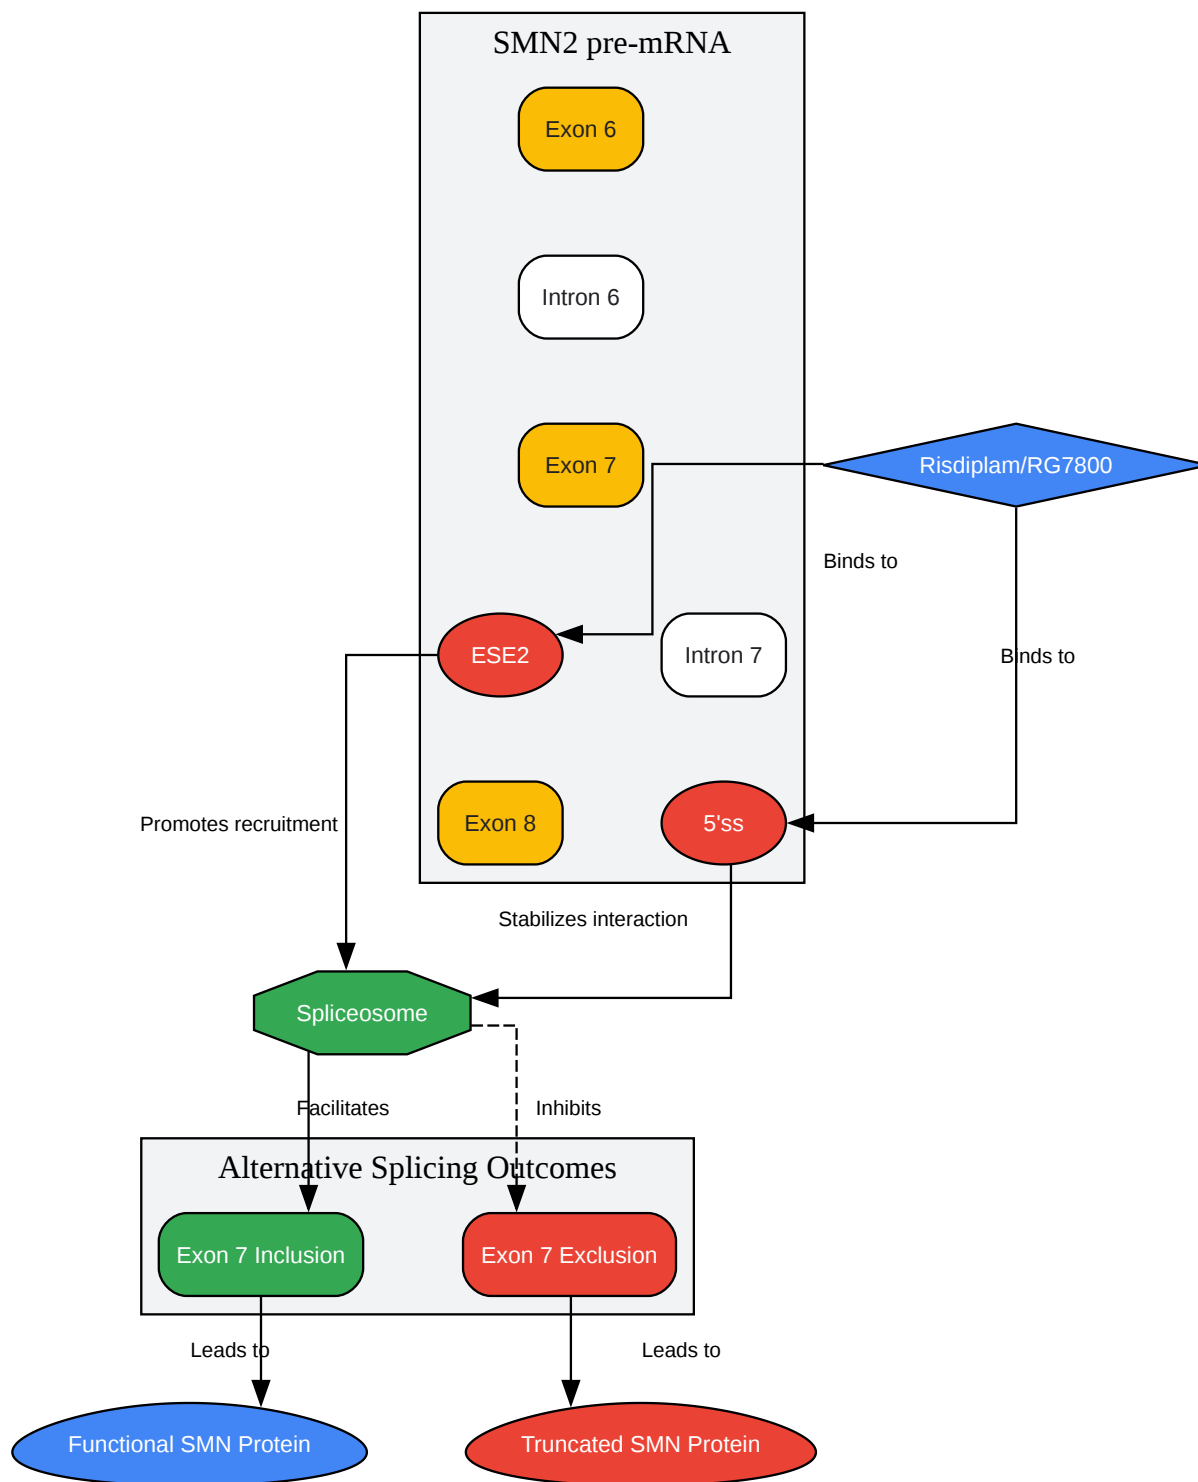 SMN2 pre-mRNA
Exon 6
Intron 6
Exon 7
Risdiplam/RG7800
Binds to
ESE2
Intron 7
Binds to
Promotes recruitment
Exon 8
5'ss
Stabilizes interaction
Spliceosome
Facilitates
Inhibits
Alternative Splicing Outcomes
Exon 7 Inclusion
Exon 7 Exclusion
Leads to
Leads to
Functional SMN Protein
Truncated SMN Protein